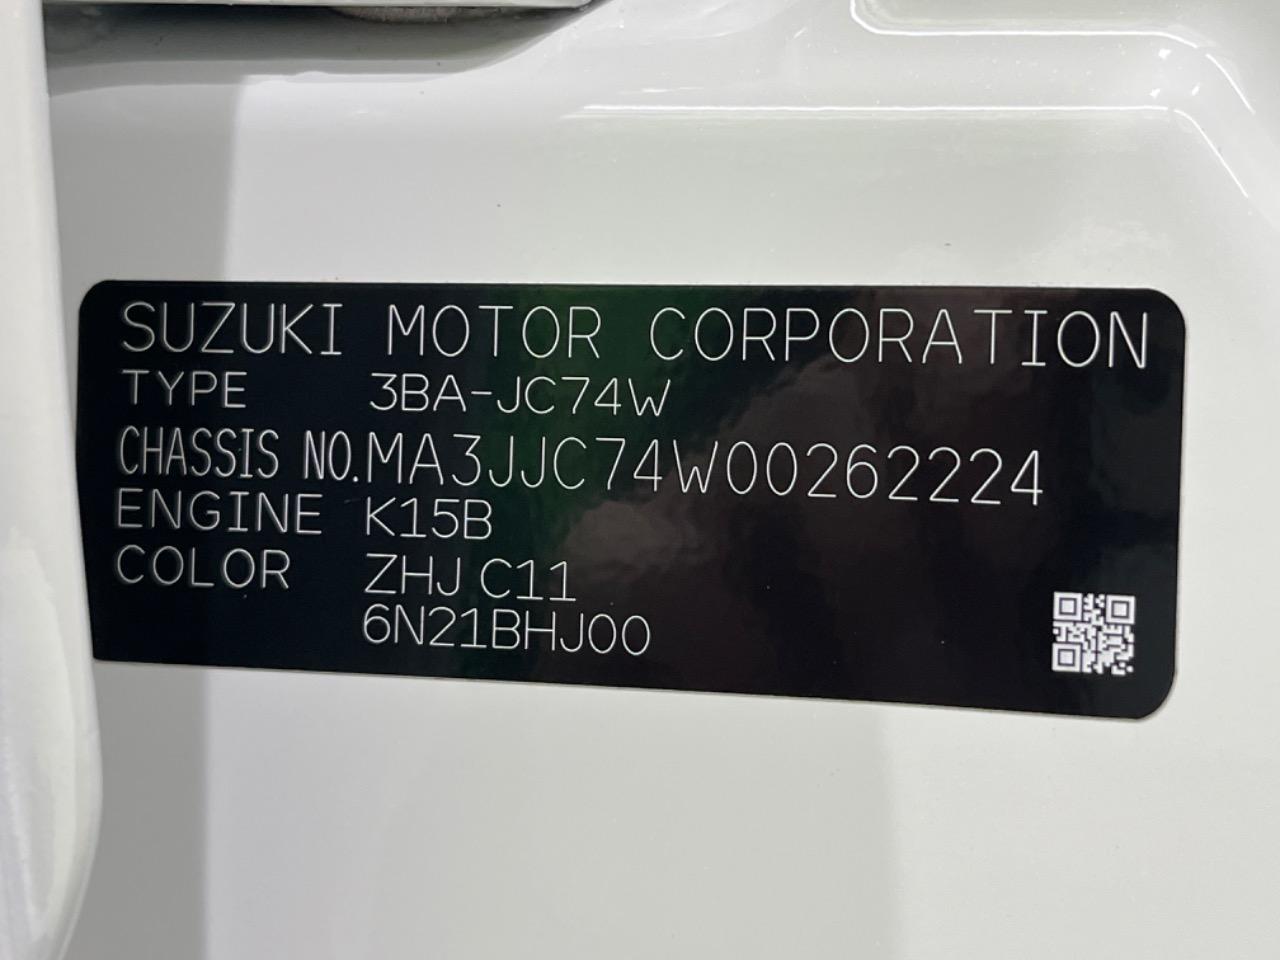 SUZUKI MOTOR CORPORATION
TYPE 3BA-JC74W
CHASSIS NO. MA3JJC74W00262224
ENGINE K15B
COLOR ZHJ C11
6N21BHJ00